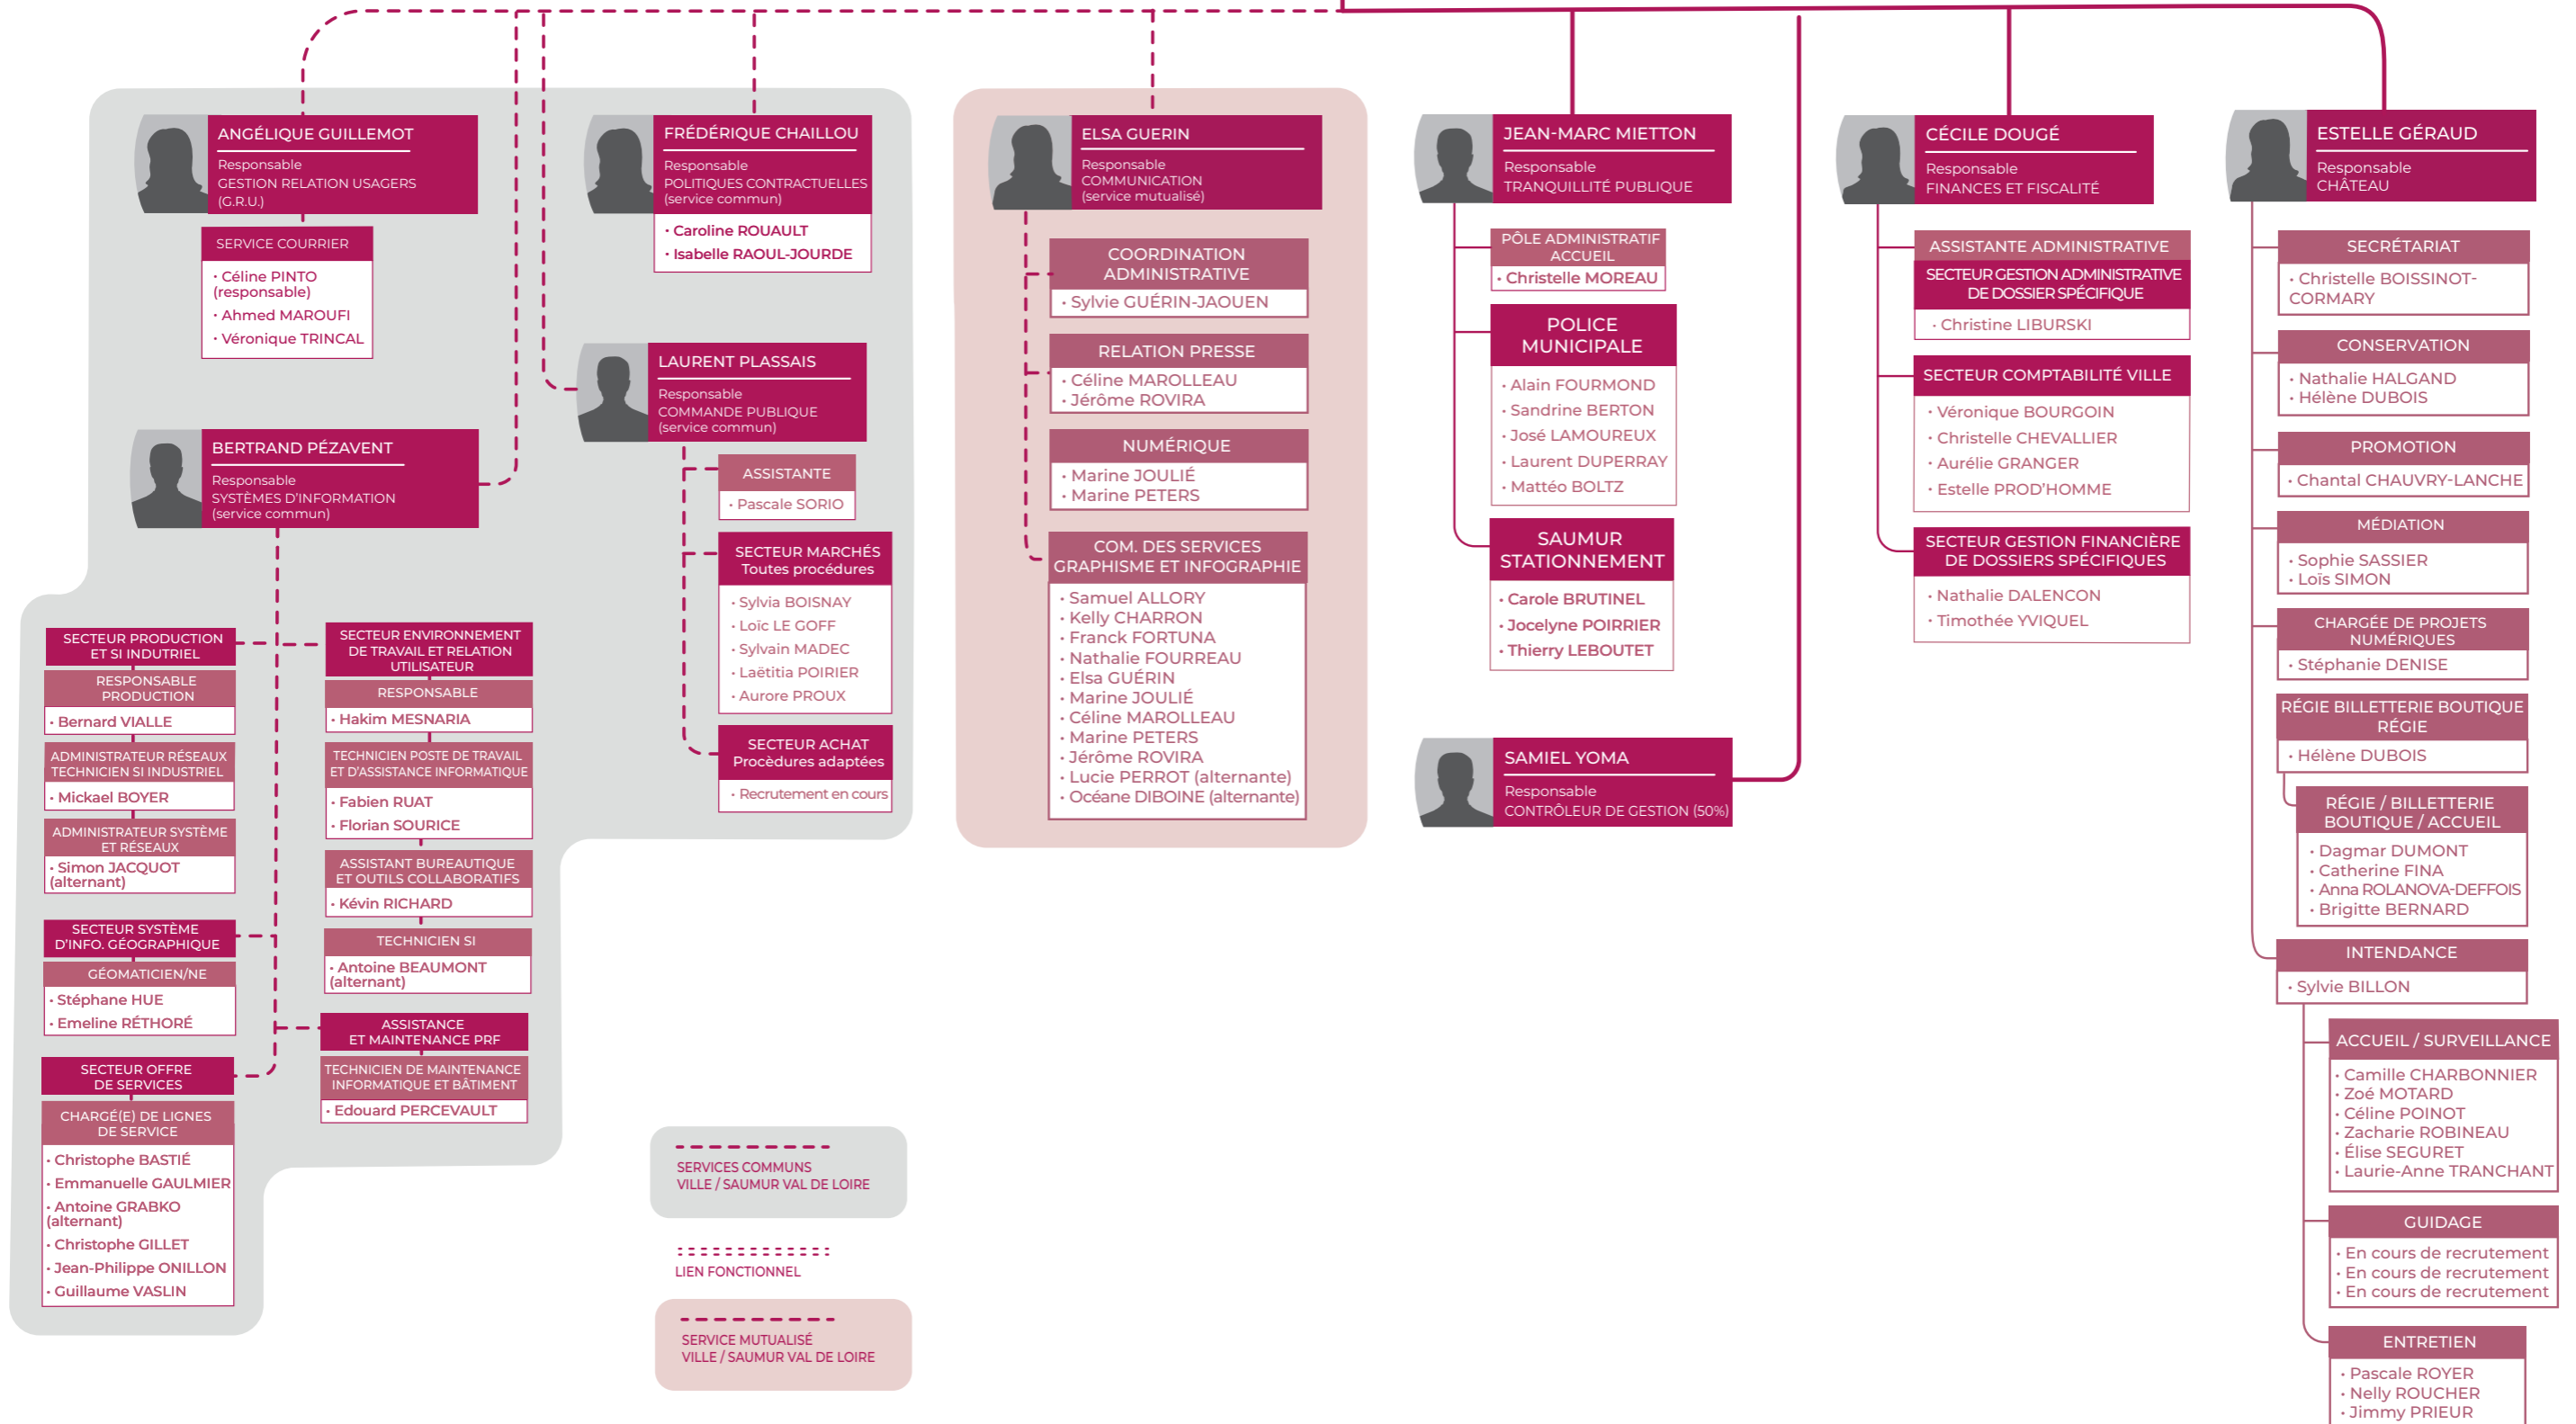 ANGÉLIQUE GUILLEMOT
Responsable
GESTION RELATION USAGERS
(G.R.U.)
SERVICE COURRIER
• Céline PINTO
(responsable)
• Ahmed MAROUFI
• Véronique TRINCAL
FRÉDÉRIQUE CHAILLOU
Responsable
POLITIQUES CONTRACTUELLES
(service commun)
• Caroline ROUAULT
• Isabelle RAOUL-JOURDE
LAURENT PLASSAIS
Responsable
COMMANDE PUBLIQUE
(service commun)
ASSISTANTE
• Pascale SORIO
SECTEUR MARCHÉS
Toutes procédures
• Sylvia BOISNAY
• Loïc LE GOFF
• Sylvain MADEC
• Laëtitia POIRIER
• Aurore PROUX
SECTEUR ACHAT
Procèdures adaptées
• Recrutement en cours
BERTRAND PÉZAVENT
Responsable
SYSTÈMES D'INFORMATION
(service commun)
SECTEUR PRODUCTION
ET SI INDUTRIEL
RESPONSABLE
PRODUCTION
• Bernard VIALLE
ADMINISTRATEUR RÉSEAUX
TECHNICIEN SI INDUSTRIEL
• Mickael BOYER
ADMINISTRATEUR SYSTÈME
ET RÉSEAUX
• Simon JACQUOT
(alternant)
SECTEUR SYSTÈME
D'INFO. GÉOGRAPHIQUE
GÉOMATICIEN/NE
• Stéphane HUE
• Emeline RÉTHORÉ
SECTEUR OFFRE
DE SERVICES
CHARGÉ(E) DE LIGNES
DE SERVICE
• Christophe BASTIÉ
• Emmanuelle GAULMIER
• Antoine GRABKO
(alternant)
• Christophe GILLET
• Jean-Philippe ONILLON
• Guillaume VASLIN
SECTEUR ENVIRONNEMENT
DE TRAVAIL ET RELATION
UTILISATEUR
RESPONSABLE
• Hakim MESNARIA
TECHNICIEN POSTE DE TRAVAIL
ET D'ASSISTANCE INFORMATIQUE
• Fabien RUAT
• Florian SOURICE
ASSISTANT BUREAUTIQUE
ET OUTILS COLLABORATIFS
• Kévin RICHARD
TECHNICIEN SI
• Antoine BEAUMONT
(alternant)
ASSISTANCE
ET MAINTENANCE PRF
TECHNICIEN DE MAINTENANCE
INFORMATIQUE ET BÂTIMENT
• Edouard PERCEVAULT
ELSA GUERIN
Responsable
COMMUNICATION
(service mutualisé)
COORDINATION
ADMINISTRATIVE
• Sylvie GUÉRIN-JAOUEN
RELATION PRESSE
• Céline MAROLLEAU
• Jérôme ROVIRA
NUMÉRIQUE
• Marine JOULIÉ
• Marine PETERS
COM. DES SERVICES
GRAPHISME ET INFOGRAPHIE
• Samuel ALLORY
• Kelly CHARRON
• Franck FORTUNA
• Nathalie FOURREAU
• Elsa GUÉRIN
• Marine JOULIÉ
• Céline MAROLLEAU
• Marine PETERS
• Jérôme ROVIRA
• Lucie PERROT (alternante)
• Océane DIBOINE (alternante)
JEAN-MARC MIETTON
Responsable
TRANQUILLITÉ PUBLIQUE
PÔLE ADMINISTRATIF
ACCUEIL
• Christelle MOREAU
POLICE
MUNICIPALE
• Alain FOURMOND
• Sandrine BERTON
• José LAMOUREUX
• Laurent DUPERRAY
• Mattéo BOLTZ
SAUMUR
STATIONNEMENT
• Carole BRUTINEL
• Jocelyne POIRRIER
• Thierry LEBOUTET
SAMIEL YOMA
Responsable
CONTRÔLEUR DE GESTION (50%)
CÉCILE DOUGÉ
Responsable
FINANCES ET FISCALITÉ
ASSISTANTE ADMINISTRATIVE
SECTEUR GESTION ADMINISTRATIVE
DE DOSSIER SPÉCIFIQUE
• Christine LIBURSKI
SECTEUR COMPTABILITÉ VILLE
• Véronique BOURGOIN
• Christelle CHEVALLIER
• Aurélie GRANGER
• Estelle PROD'HOMME
SECTEUR GESTION FINANCIÈRE
DE DOSSIERS SPÉCIFIQUES
• Nathalie DALENCON
• Timothée YVIQUEL
ESTELLE GÉRAUD
Responsable
CHÂTEAU
SECRÉTARIAT
• Christelle BOISSINOT-
CORMARY
CONSERVATION
• Nathalie HALGAND
• Hélène DUBOIS
PROMOTION
• Chantal CHAUVRY-LANCHE
MÉDIATION
• Sophie SASSIER
• Loïs SIMON
CHARGÉE DE PROJETS
NUMÉRIQUES
• Stéphanie DENISE
RÉGIE BILLETTERIE BOUTIQUE
RÉGIE
• Hélène DUBOIS
RÉGIE / BILLETTERIE
BOUTIQUE / ACCUEIL
• Dagmar DUMONT
• Catherine FINA
• Anna ROLANOVA-DEFFOIS
• Brigitte BERNARD
INTENDANCE
• Sylvie BILLON
ACCUEIL / SURVEILLANCE
• Camille CHARBONNIER
• Zoé MOTARD
• Céline POINOT
• Zacharie ROBINEAU
• Élise SEGURET
• Laurie-Anne TRANCHANT
GUIDAGE
• En cours de recrutement
• En cours de recrutement
• En cours de recrutement
ENTRETIEN
• Pascale ROYER
• Nelly ROUCHER
• Jimmy PRIEUR
SERVICES COMMUNS
VILLE / SAUMUR VAL DE LOIRE
LIEN FONCTIONNEL
SERVICE MUTUALISÉ
VILLE / SAUMUR VAL DE LOIRE